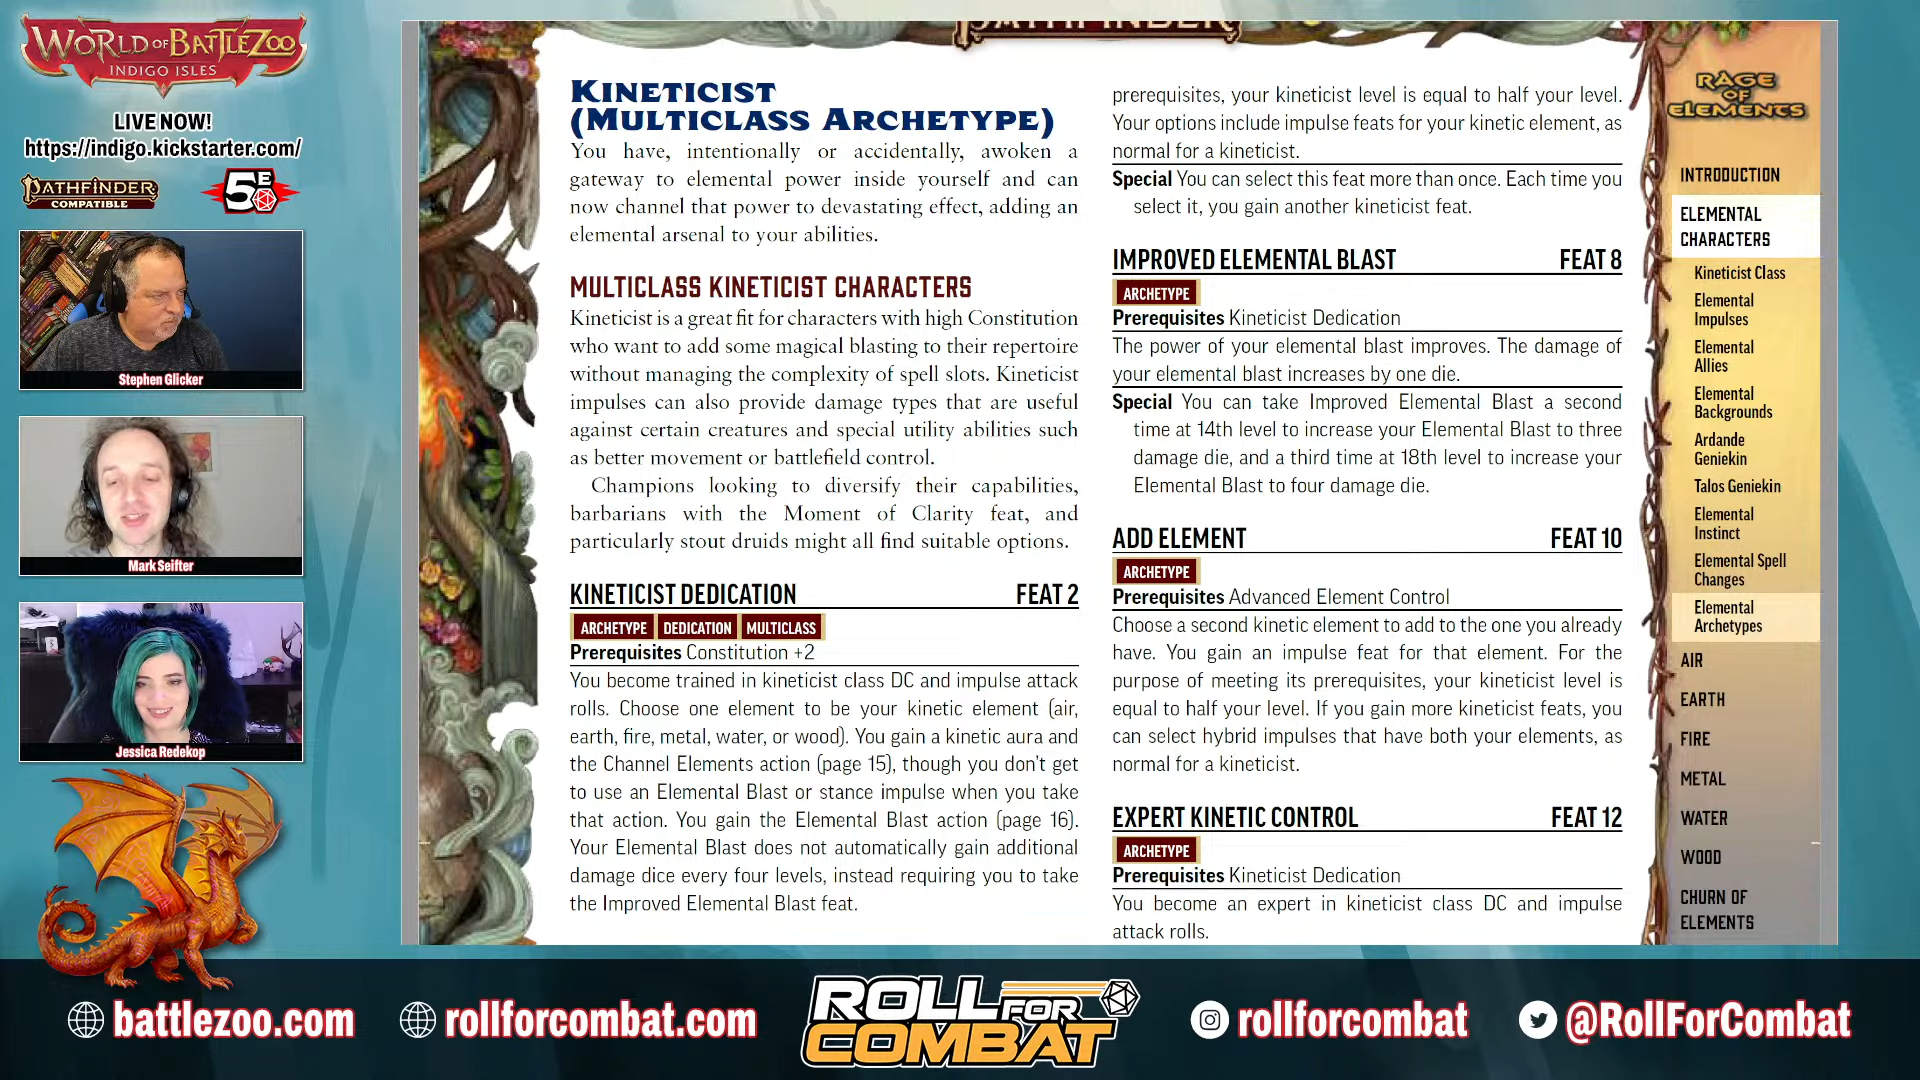 WORLD OF BATTLEZOO
INDIGO ISLES
LIVE NOW!
https://indigo.kickstarter.com/
PATHFINDER
COMPATIBLE
5E
Stephen Glicker
Mark Seifter
Jessica Redekop
PATHFINDER
KINETICIST
(MULTICLASS ARCHETYPE)
You have, intentionally or accidentally, awoken a
gateway to elemental power inside yourself and can
now channel that power to devastating effect, adding an
elemental arsenal to your abilities.
MULTICLASS KINETICIST CHARACTERS
Kineticist is a great fit for characters with high Constitution
who want to add some magical blasting to their repertoire
without managing the complexity of spell slots. Kineticist
impulses can also provide damage types that are useful
against certain creatures and special utility abilities such
as better movement or battlefield control.
Champions looking to diversify their capabilities,
barbarians with the Moment of Clarity feat, and
particularly stout druids might all find suitable options.
KINETICIST DEDICATION FEAT 2
ARCHETYPE DEDICATION MULTICLASS
Prerequisites Constitution +2
You become trained in kineticist class DC and impulse attack
rolls. Choose one element to be your kinetic element (air,
earth, fire, metal, water, or wood). You gain a kinetic aura and
the Channel Elements action (page 15), though you don't get
to use an Elemental Blast or stance impulse when you take
that action. You gain the Elemental Blast action (page 16).
Your Elemental Blast does not automatically gain additional
damage dice every four levels, instead requiring you to take
the Improved Elemental Blast feat.
prerequisites, your kineticist level is equal to half your level.
Your options include impulse feats for your kinetic element, as
normal for a kineticist.
Special You can select this feat more than once. Each time you
select it, you gain another kineticist feat.
IMPROVED ELEMENTAL BLAST FEAT 8
ARCHETYPE
Prerequisites Kineticist Dedication
The power of your elemental blast improves. The damage of
your elemental blast increases by one die.
Special You can take Improved Elemental Blast a second
time at 14th level to increase your Elemental Blast to three
damage die, and a third time at 18th level to increase your
Elemental Blast to four damage die.
ADD ELEMENT FEAT 10
ARCHETYPE
Prerequisites Advanced Element Control
Choose a second kinetic element to add to the one you already
have. You gain an impulse feat for that element. For the
purpose of meeting its prerequisites, your kineticist level is
equal to half your level. If you gain more kineticist feats, you
can select hybrid impulses that have both your elements, as
normal for a kineticist.
EXPERT KINETIC CONTROL FEAT 12
ARCHETYPE
Prerequisites Kineticist Dedication
You become an expert in kineticist class DC and impulse
attack rolls.
RAGE
OF
ELEMENTS
INTRODUCTION
ELEMENTAL
CHARACTERS
Kineticist Class
Elemental
Impulses
Elemental
Allies
Elemental
Backgrounds
Ardande
Geniekin
Talos Geniekin
Elemental
Instinct
Elemental Spell
Changes
Elemental
Archetypes
AIR
EARTH
FIRE
METAL
WATER
WOOD
CHURN OF
ELEMENTS
battlezoo.com
rollforcombat.com
ROLL FOR
COMBAT
rollforcombat
@RollForCombat